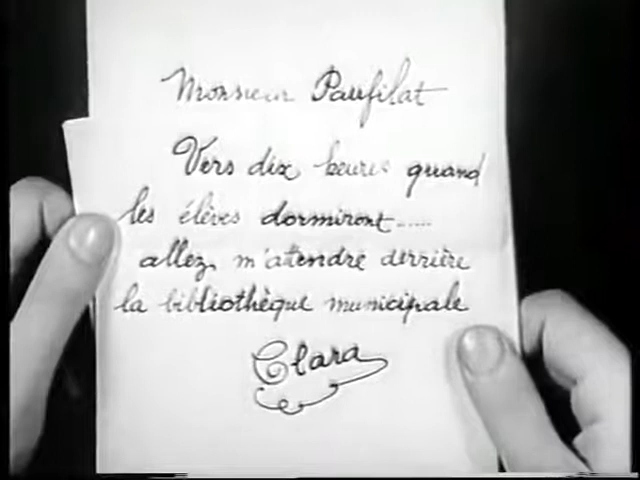 Monsieur Paufilat
Vers dix heures quand
les élèves dormiront......
allez m'attendre derrière
la bibliothèque municipale
Clara